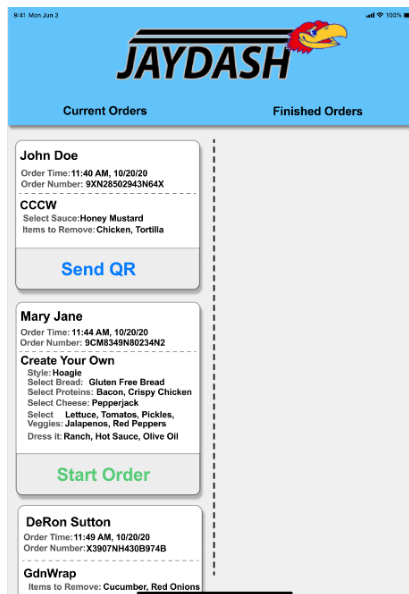 9:41 Mon Jun 3
100%
JAYDASH
Current Orders
Finished Orders
John Doe
Order Time: 11:40 AM, 10/20/20
Order Number: 9XN28502943N64X
CCCW
Select Sauce:Honey Mustard
Items to Remove: Chicken, Tortilla
Send QR
Mary Jane
Order Time: 11:44 AM, 10/20/20
Order Number: 9CM8349N80234N2
Create Your Own
Style: Hoagie
Select Bread: Gluten Free Bread
Select Proteins: Bacon, Crispy Chicken
Select Cheese: Pepperjack
Select Lettuce, Tomatos, Pickles,
Veggies: Jalapenos, Red Peppers
Dress it: Ranch, Hot Sauce, Olive Oil
Start Order
DeRon Sutton
Order Time: 11:49 AM, 10/20/20
Order Number: X3907NH430B974B
GdnWrap
Items to Remove: Cucumber, Red Onions